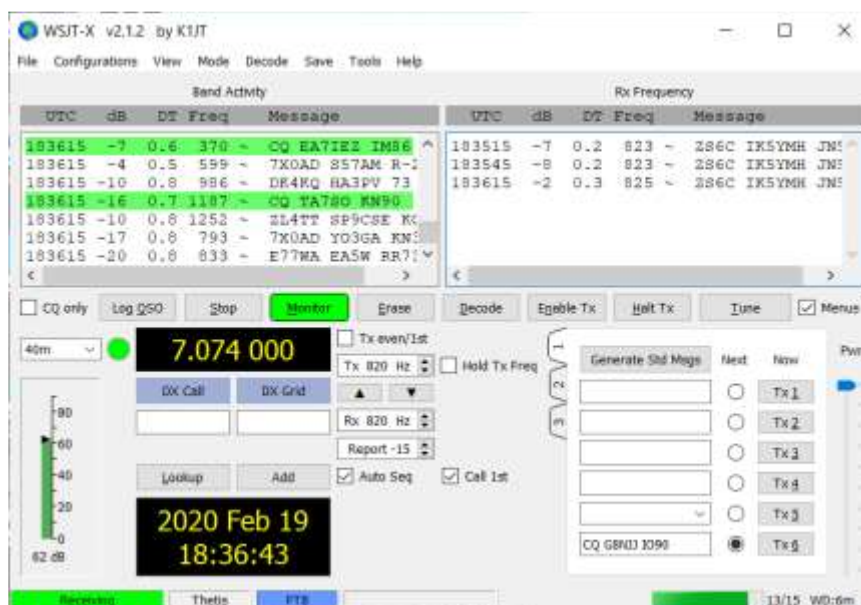 WSJT-X v2.1.2 by K1JT
File Configurations View Mode Decode Save Tools Help
Band Activity
UTC dB DT Freq Message
183615 -7 0.6 370 ~ CQ EA7IEZ IM86
183615 -4 0.5 599 ~ 7X0AD S57AM R-2
183615 -10 0.8 986 ~ DK4KQ HA3PV 73
183615 -16 0.7 1187 ~ CQ TA7SO KN90
183615 -10 0.8 1252 ~ ZL4TT SP9CSE
183615 -17 0.8 793 ~ 7X0AD YO3GA
183615 -20 0.8 833 ~ E77WA EA5W
Rx Frequency
UTC dB DT Freq Message
183515 -7 0.2 823 ~ ZS6C IK5YMH
183545 -8 0.2 823 ~ ZS6C IK5YMH
183615 -2 0.3 825 ~ ZS6C IK5YMH
CQ only Log QSO Stop Monitor Erase Decode Enable Tx Halt Tx Tune Menus
40m
7.074 000
DX Call DX Grid
Lookup Add
2020 Feb 19
18:36:43
Tx even/1st
Tx 820 Hz
Hold Tx Freq
Rx 820 Hz
Report -15
Auto Seq
Call 1st
1
2
3
Generate Std Msgs Next Now
Tx 1
Tx 2
Tx 3
Tx 4
Tx 5
CQ G8NJJ IO90 Tx 6
Pwr
80
60
40
20
0
62 dB
Receiving Thetis FT8 13/15 WD:6m